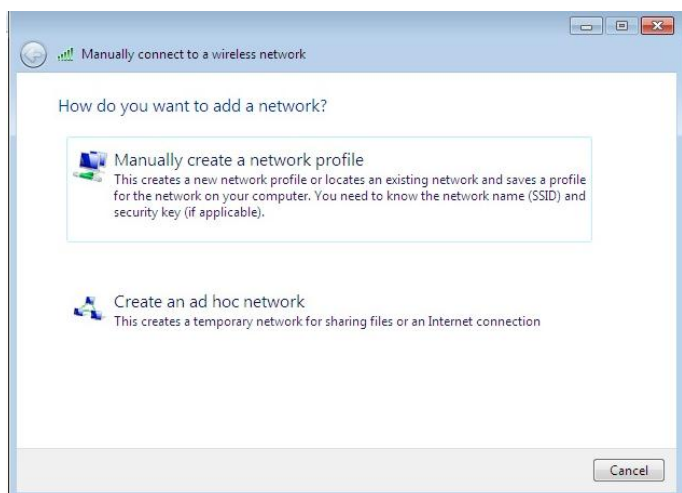 Manually connect to a wireless network
How do you want to add a network?
Manually create a network profile
This creates a new network profile or locates an existing network and saves a profile
for the network on your computer. You need to know the network name (SSID) and
security key (if applicable).
Create an ad hoc network
This creates a temporary network for sharing files or an Internet connection
Cancel